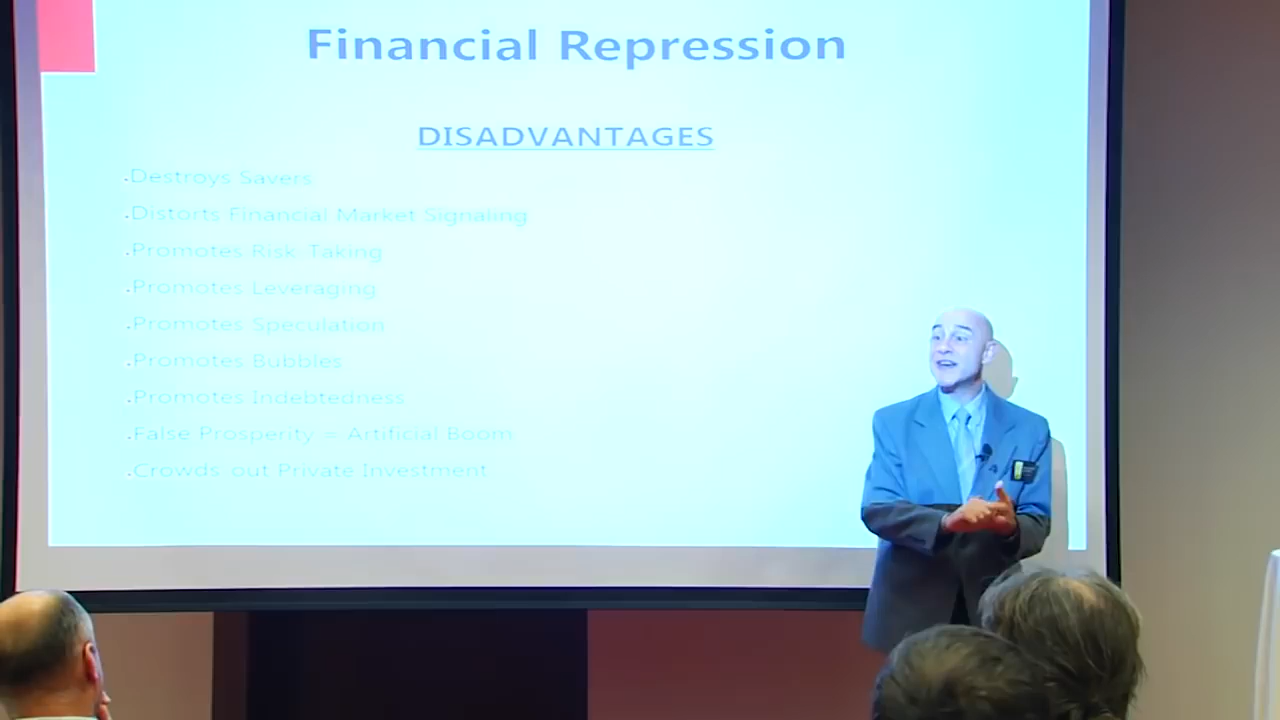 Financial Repression
DISADVANTAGES
.Destroys Savers
.Distorts Financial Market Signaling
.Promotes Risk-Taking
.Promotes Leveraging
.Promotes Speculation
.Promotes Bubbles
.Promotes Indebtedness
.False Prosperity = Artificial Boom
.Crowds-out Private Investment